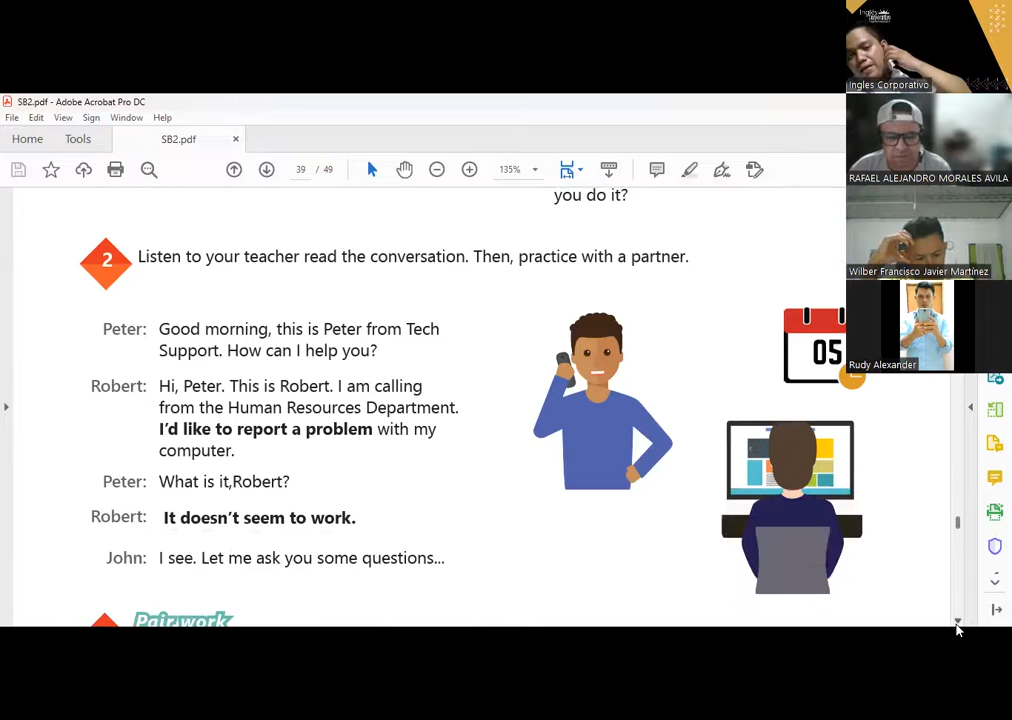 Inglés
Corporativo
Ingles Corporativo
SB2.pdf - Adobe Acrobat Pro DC
File Edit View Sign Window Help
Home Tools SB2.pdf ×
39 / 49 135%
RAFAEL ALEJANDRO MORALES AVILA
you do it?
2 Listen to your teacher read the conversation. Then, practice with a partner.
Wilber Francisco Javier Martínez
Peter: Good morning, this is Peter from Tech
Support. How can I help you?
05
Rudy Alexander
Robert: Hi, Peter. This is Robert. I am calling
from the Human Resources Department.
I'd like to report a problem with my
computer.
Peter: What is it,Robert?
Robert: It doesn't seem to work.
John: I see. Let me ask you some questions...
Pair work